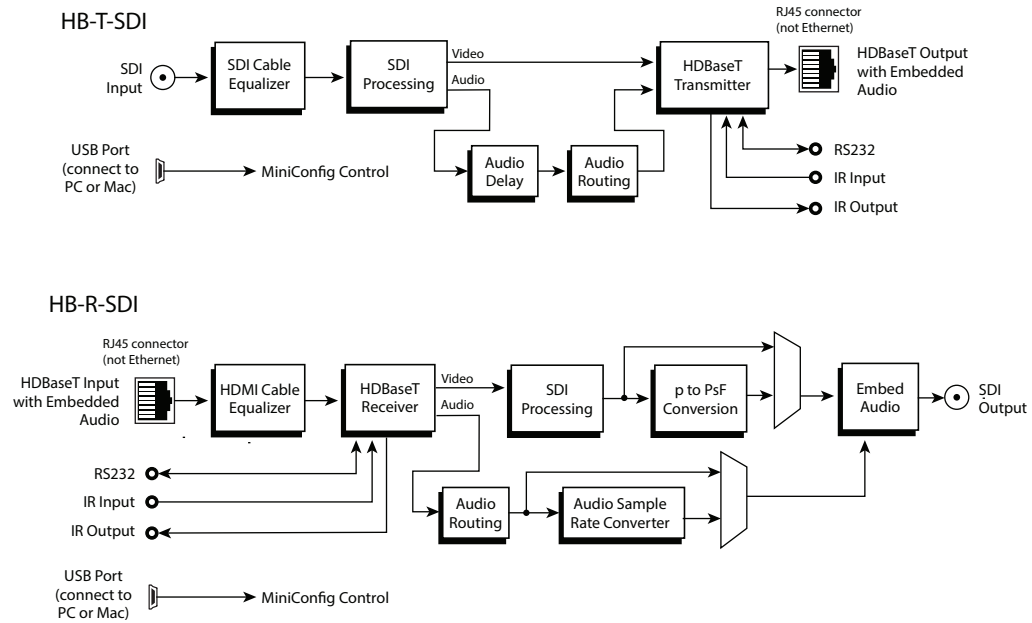 HB-T-SDI
RJ45 connector
(not Ethernet)
SDI
Input
SDI Cable
Equalizer
SDI
Processing
Video
Audio
HDBaseT
Transmitter
HDBaseT Output
with Embedded
Audio
USB Port
(connect to
PC or Mac)
MiniConfig Control
Audio
Delay
Audio
Routing
RS232
IR Input
IR Output
HB-R-SDI
RJ45 connector
(not Ethernet)
HDBaseT Input
with Embedded
Audio
HDMI Cable
Equalizer
HDBaseT
Receiver
Video
Audio
SDI
Processing
p to PsF
Conversion
Embed
Audio
SDI
Output
RS232
IR Input
IR Output
Audio
Routing
Audio Sample
Rate Converter
USB Port
(connect to
PC or Mac)
MiniConfig Control